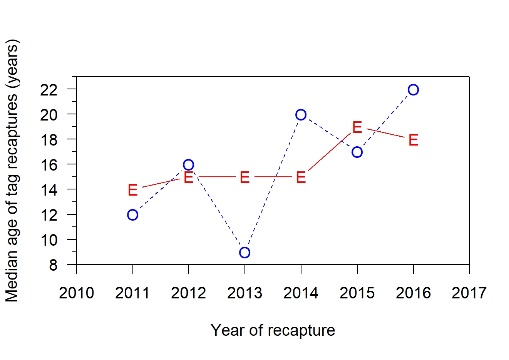 Median age of tag recaptures (years)
22
20
18
16
14
12
10
8
O
E
O
E
E
O
O
E
E
O
O
E
2010 2011 2012 2013 2014 2015 2016 2017
Year of recapture